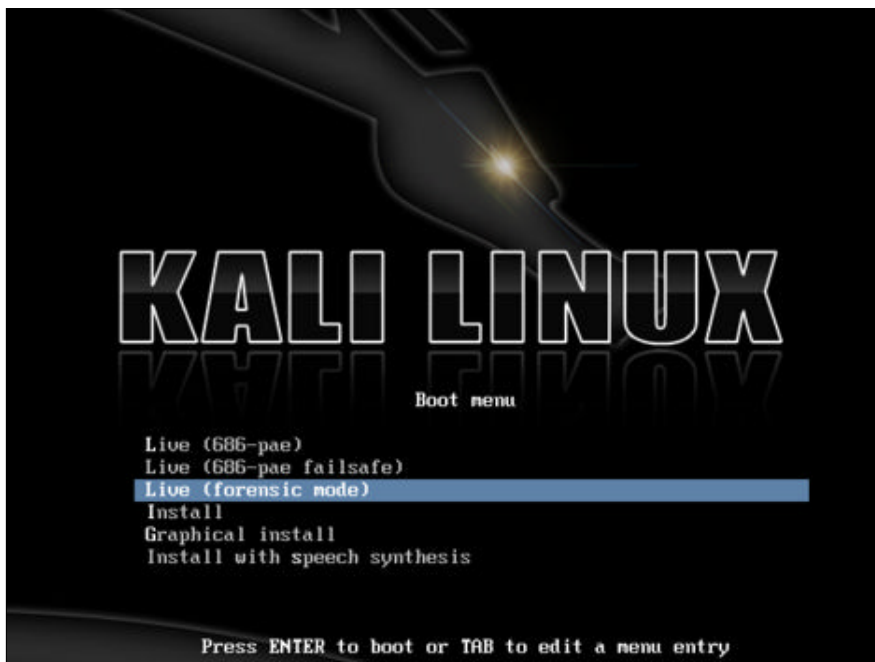 KALI LINUX
Boot menu
Live (686-pae)
Live (686-pae failsafe)
Live (forensic mode)
Install
Graphical install
Install with speech synthesis
Press ENTER to boot or TAB to edit a menu entry